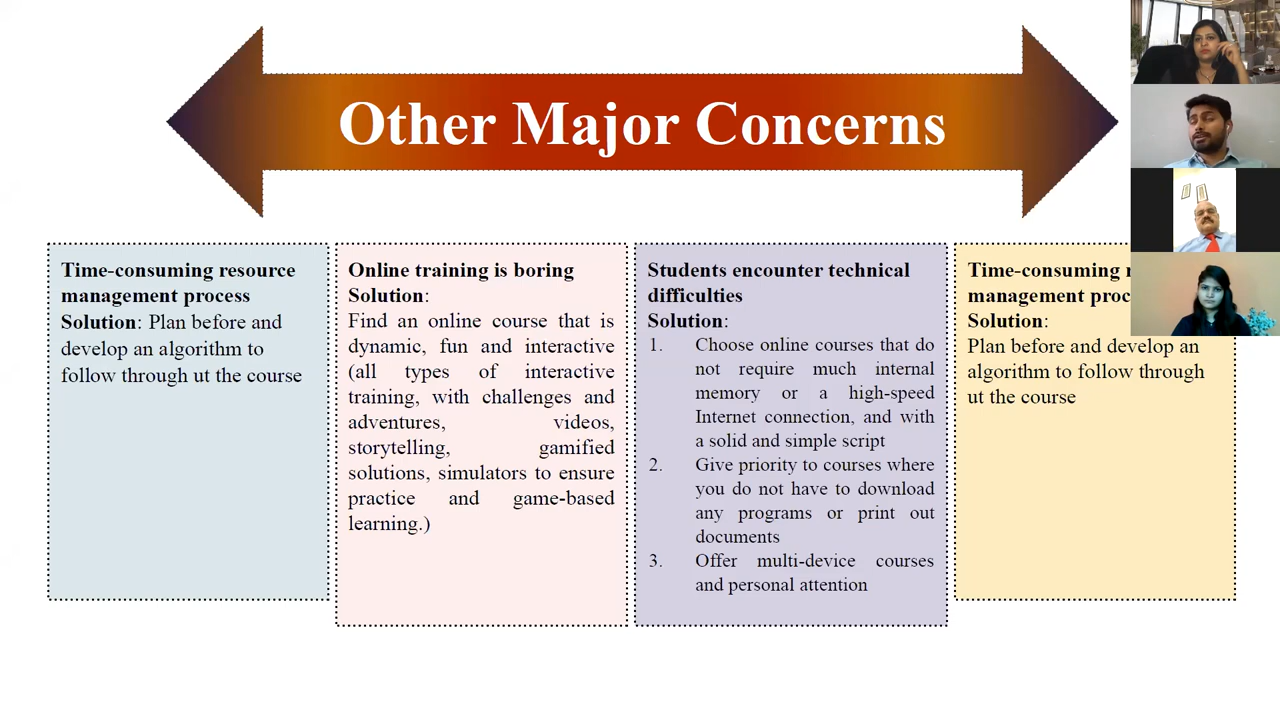 Other Major Concerns
Time-consuming resource
management process
Solution: Plan before and
develop an algorithm to
follow through ut the course
Online training is boring
Solution:
Find an online course that is
dynamic, fun and interactive
(all types of interactive
training, with challenges and
adventures, videos,
storytelling, gamified
solutions, simulators to ensure
practice and game-based
learning.)
Students encounter technical
difficulties
Solution:
1. Choose online courses that do
not require much internal
memory or a high-speed
Internet connection, and with
a solid and simple script
2. Give priority to courses where
you do not have to download
any programs or print out
documents
3. Offer multi-device courses
and personal attention
Time-consuming
management
Solution:
Plan before and develop an
algorithm to follow through
ut the course